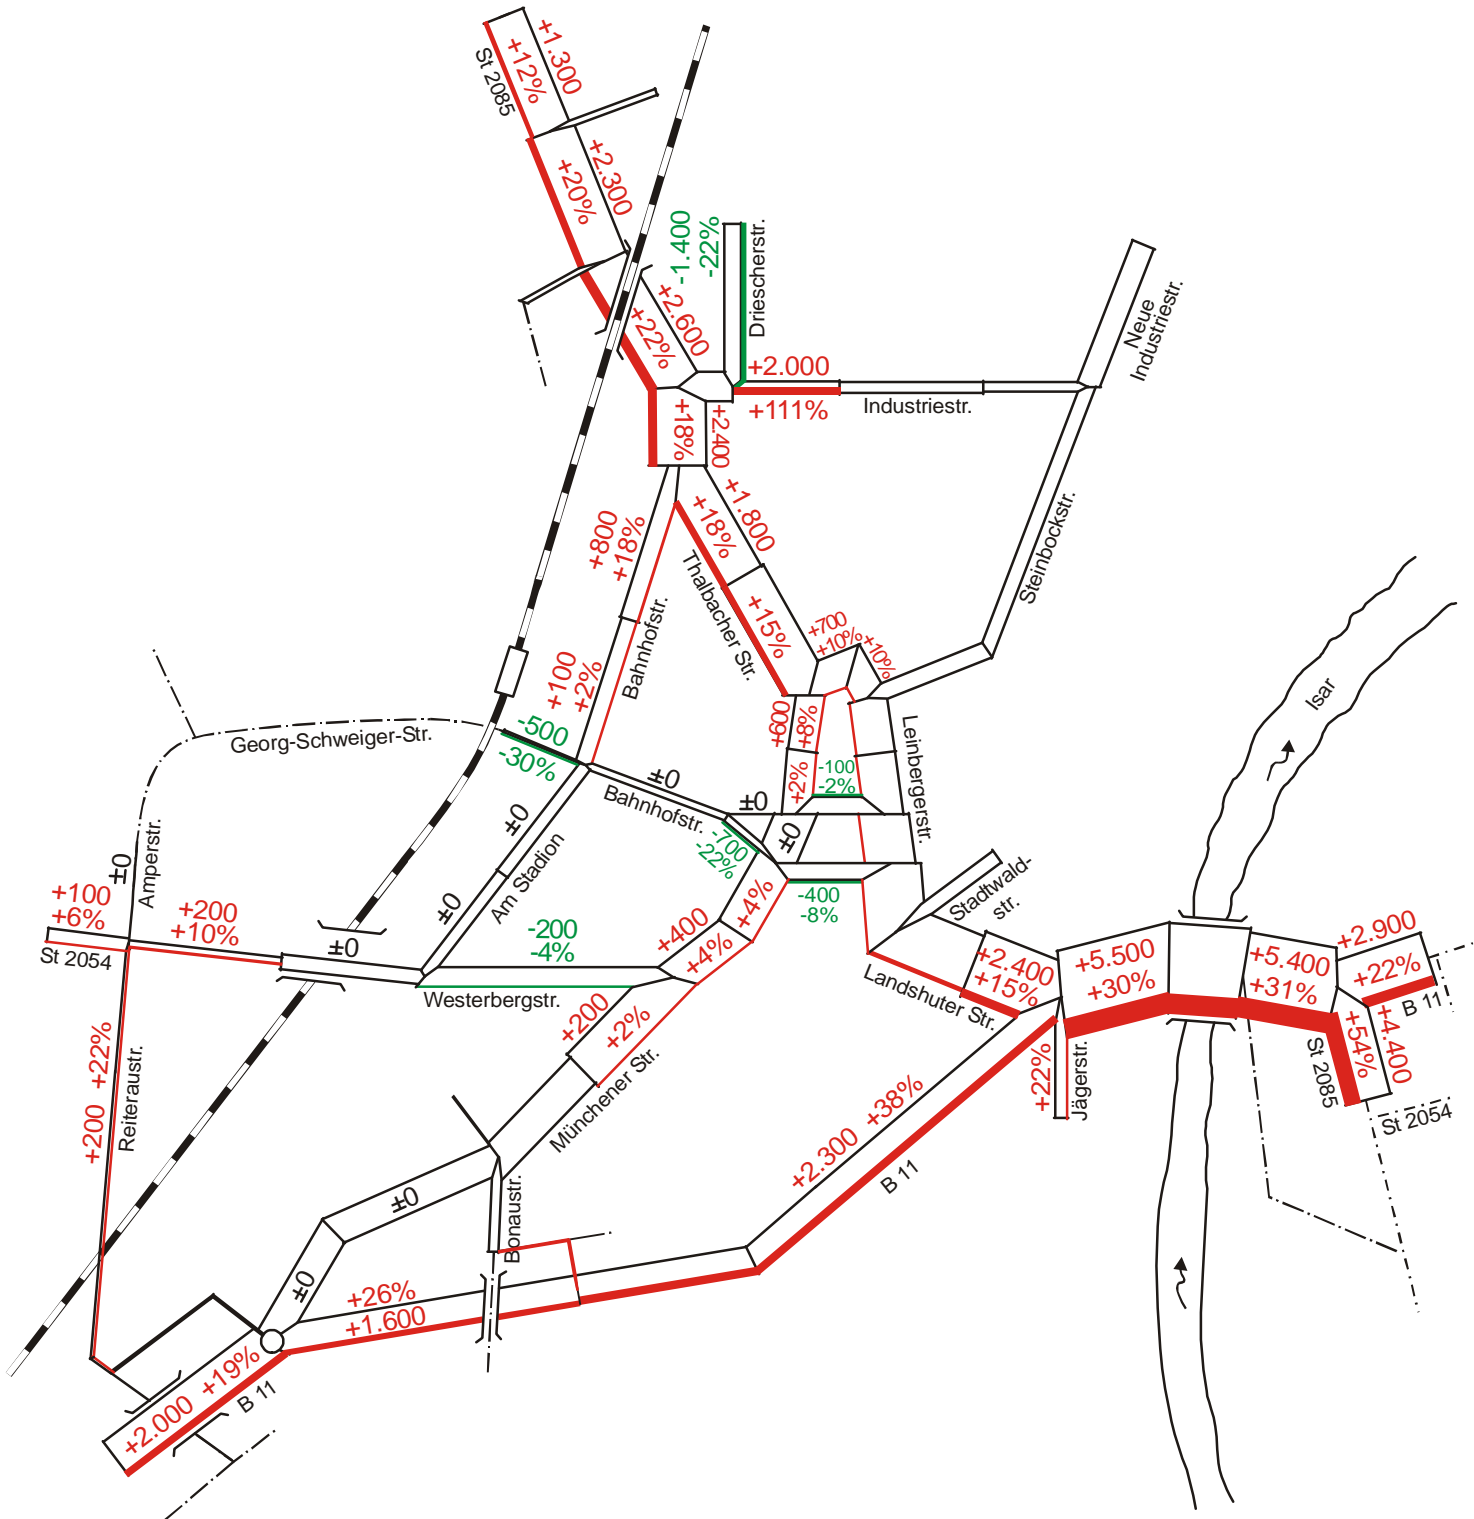 +1.300
+12%
St 2085
+2.300
+20%
-1.400
-22%
Driescherstr.
+2.600
+22%
Neue
Industriestr.
+2.000
+111%
Industriestr.
+18%
+2.400
+1.800
+18%
Thalbacher Str.
+15%
Steinbockstr.
+800
+18%
Bahnhofstr.
+100
+2%
+700
+10%
+10%
+600
+8%
+2%
-100
-2%
Leinbergerstr.
Isar
Georg-Schweiger-Str.
-500
-30%
±0
Bahnhofstr.
±0
±0
±0
Am Stadion
±0
-700
-22%
-400
-8%
Stadtwald-
str.
Amperstr.
±0
+100
+6%
St 2054
+200
+10%
±0
-200
-4%
Westerbergstr.
+400
+4%
+4%
+200
+2%
Münchener Str.
Landshuter Str.
+2.400
+15%
+5.500
+30%
+5.400
+31%
+2.900
+22%
B 11
+4.400
+54%
St 2085
St 2054
+22%
Jägerstr.
+200 +22%
Reiteraustr.
+2.300 +38%
B 11
±0
Bonaustr.
±0
+26%
+1.600
+2.000 +19%
B 11